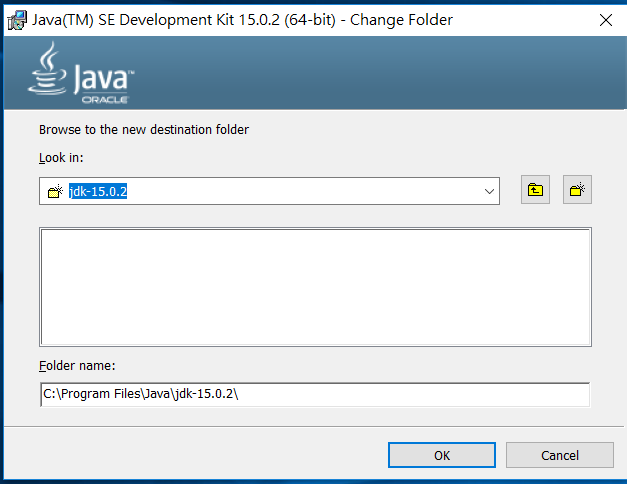 Java(TM) SE Development Kit 15.0.2 (64-bit) - Change Folder
Java™
ORACLE
Browse to the new destination folder
Look in:
jdk-15.0.2
Folder name:
C:\Program Files\Java\jdk-15.0.2\
OK Cancel